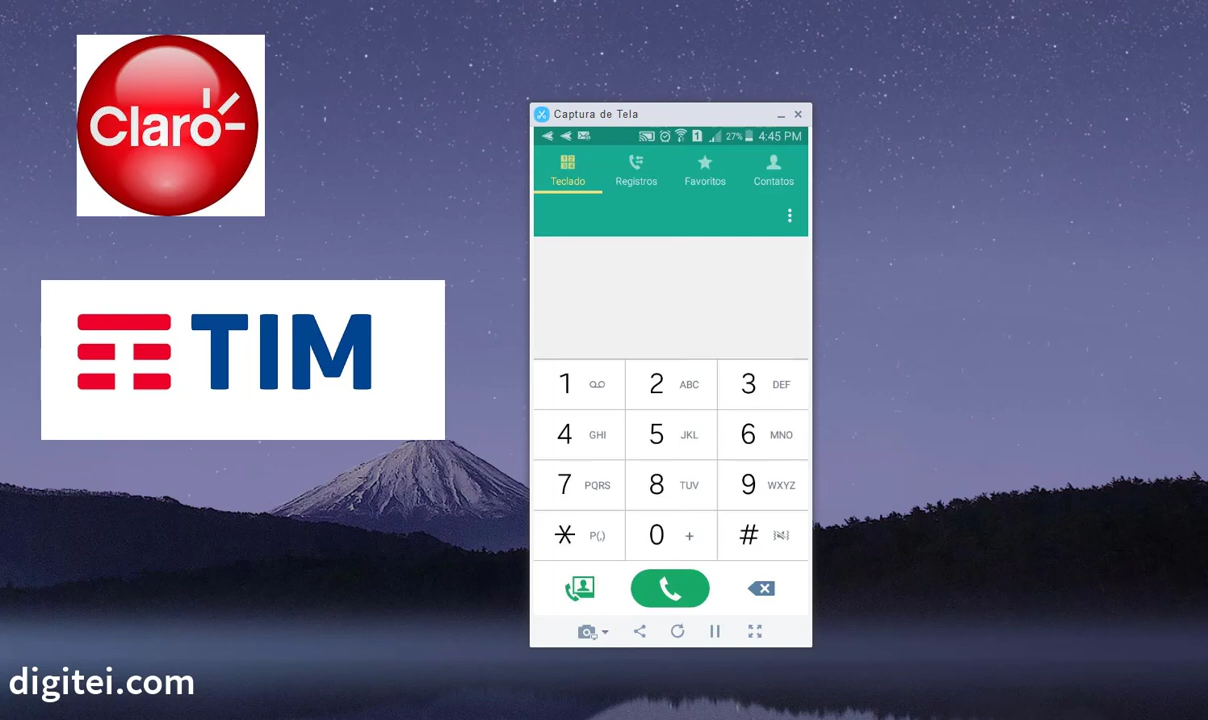 Claro
TIM
Captura de Tela
1 27% 4:45 PM
Teclado Registros Favoritos Contatos
1 2 ABC 3 DEF
4 GHI 5 JKL 6 MNO
7 PQRS 8 TUV 9 WXYZ
* P(,) 0 + #
digitei.com